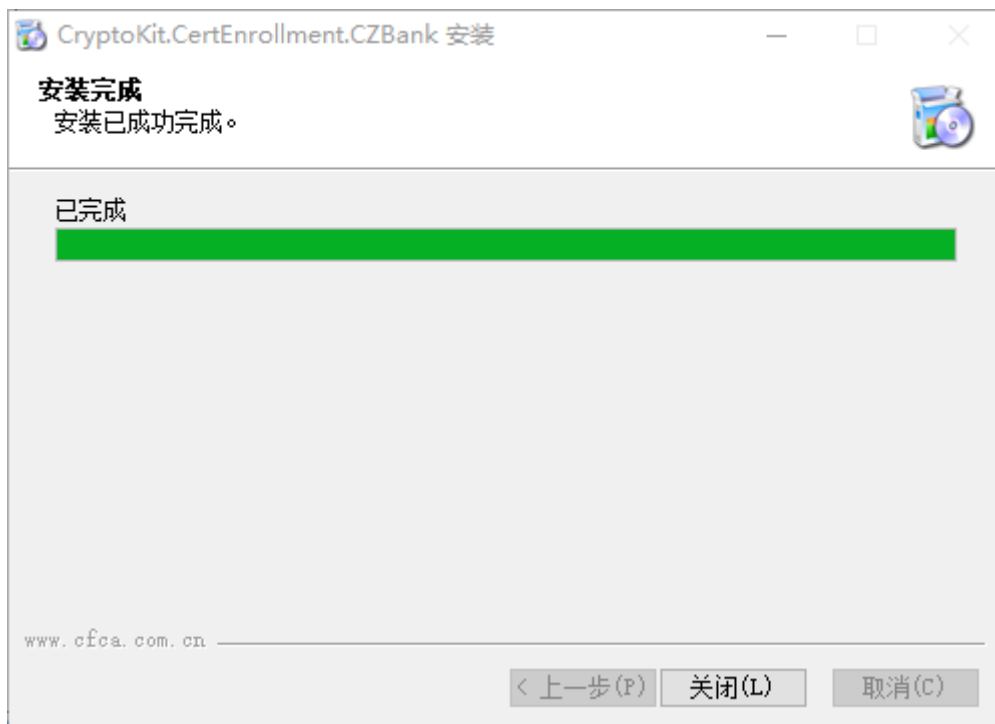 CryptoKit.CertEnrollment.CZBank 安装
安装完成
安装已成功完成。
已完成
www.cfca.com.cn
< 上一步(P)
关闭(L)
取消(C)